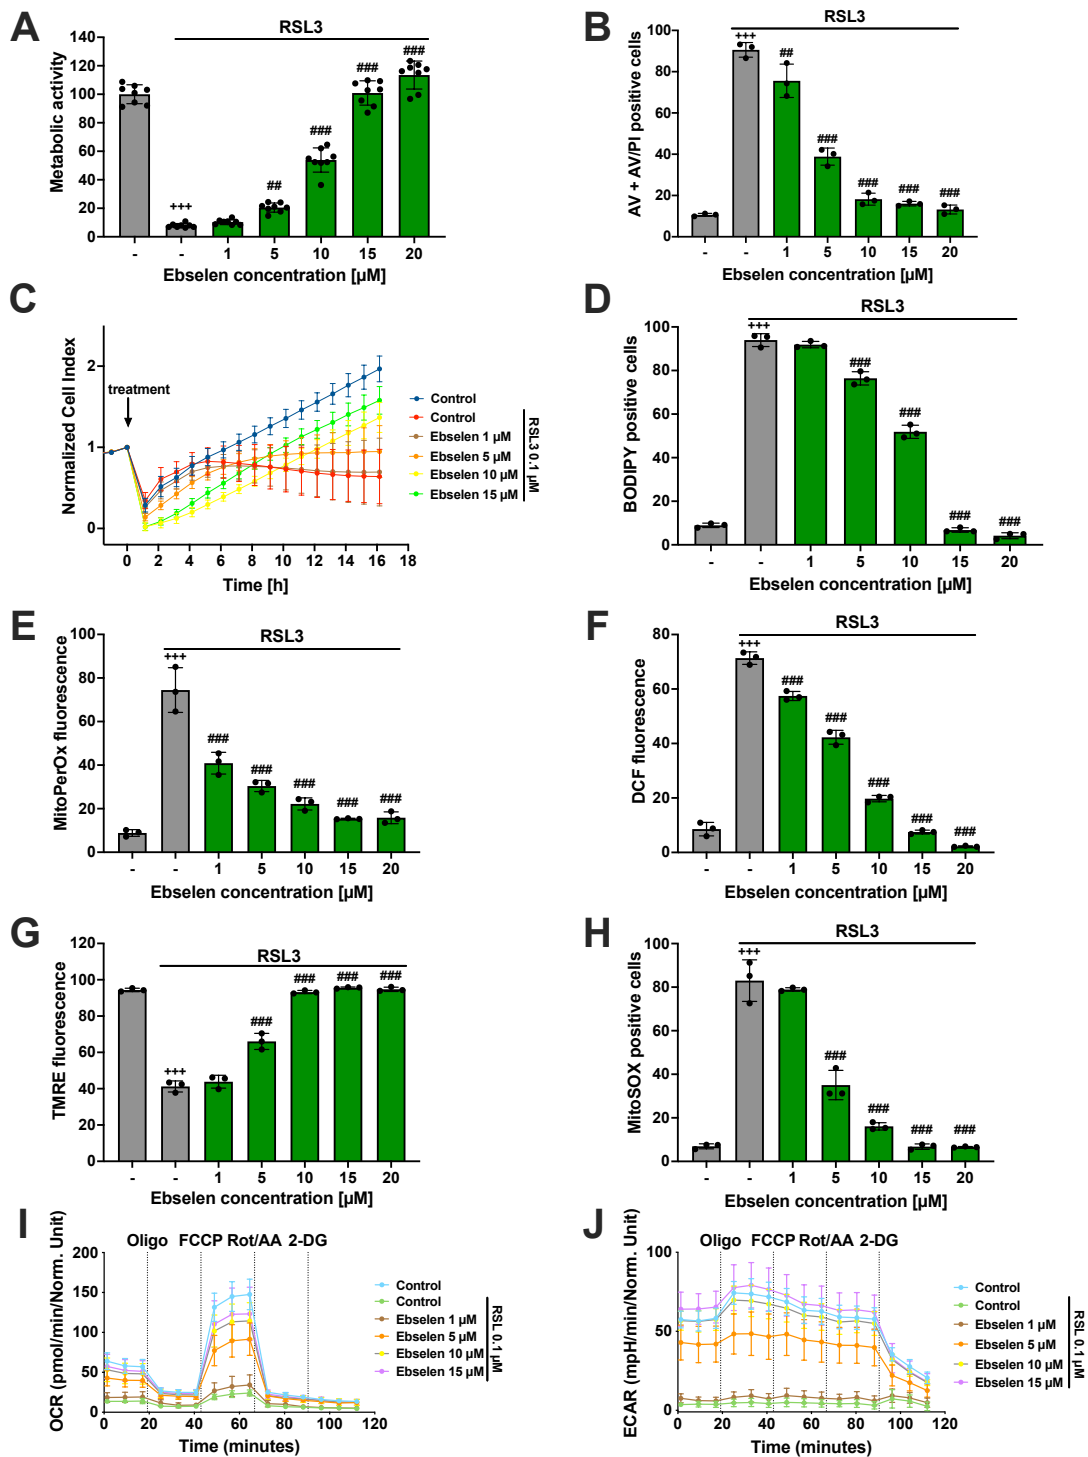 A
RSL3
Metabolic activity
140
120
100
80
60
40
20
0
+++
##
###
###
###
- - 1 5 10 15 20
Ebselen concentration [µM]
B
RSL3
AV + AV/PI positive cells
100
80
60
40
20
0
+++
##
###
###
###
###
- - 1 5 10 15 20
Ebselen concentration [µM]
C
Normalized Cell Index
2
1
0
treatment
0 2 4 6 8 10 12 14 16 18
Time [h]
Control
Control
Ebselen 1 µM
Ebselen 5 µM
Ebselen 10 µM
Ebselen 15 µM
RSL3 0.1 µM
D
RSL3
BODIPY positive cells
100
80
60
40
20
0
+++
###
###
###
###
- - 1 5 10 15 20
Ebselen concentration [µM]
E
RSL3
MitoPerOx fluorescence
100
80
60
40
20
0
+++
###
###
###
###
###
- - 1 5 10 15 20
Ebselen concentration [µM]
F
RSL3
DCF fluorescence
80
60
40
20
0
+++
###
###
###
###
###
- - 1 5 10 15 20
Ebselen concentration [µM]
G
RSL3
TMRE fluorescence
120
100
80
60
40
20
0
+++
###
###
###
###
- - 1 5 10 15 20
Ebselen concentration [µM]
H
RSL3
MitoSOX positive cells
100
80
60
40
20
0
+++
###
###
###
###
- - 1 5 10 15 20
Ebselen concentration [µM]
I
Oligo FCCP Rot/AA 2-DG
OCR (pmol/min/Norm. Unit)
200
150
100
50
0
0 20 40 60 80 100 120
Time (minutes)
Control
Control
Ebselen 1 µM
Ebselen 5 µM
Ebselen 10 µM
Ebselen 15 µM
RSL 0.1 µM
J
Oligo FCCP Rot/AA 2-DG
ECAR (mpH/min/Norm. Unit)
100
50
0
0 20 40 60 80 100 120
Time (minutes)
Control
Control
Ebselen 1 µM
Ebselen 5 µM
Ebselen 10 µM
Ebselen 15 µM
RSL 0.1 µM